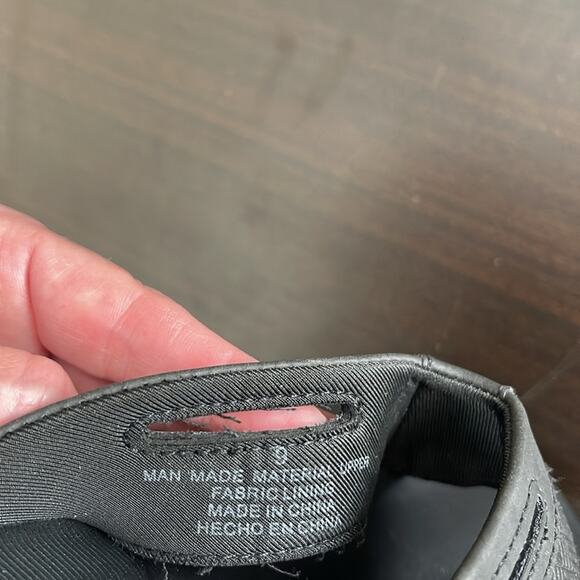 9
MAN MADE MATERIAL UPPER
FABRIC LINING
MADE IN CHINA
HECHO EN CHINA